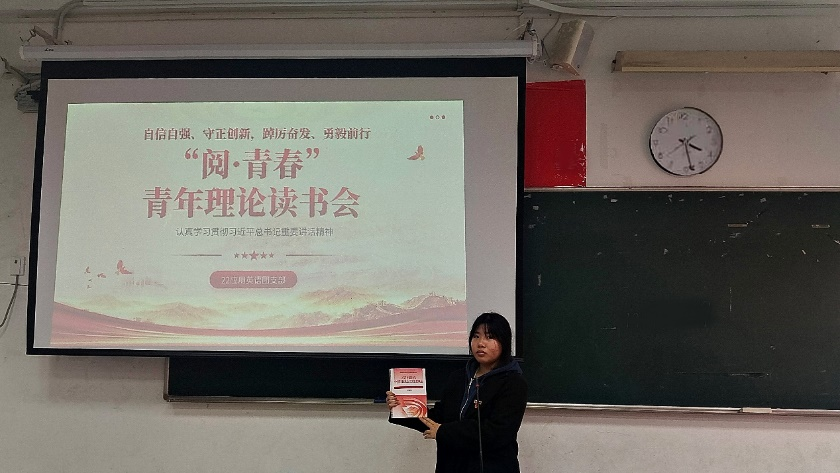 自信自强、守正创新、踔厉奋发、勇毅前行
“阅·青春”
青年理论读书会
认真学习贯彻习近平总书记重要讲话精神